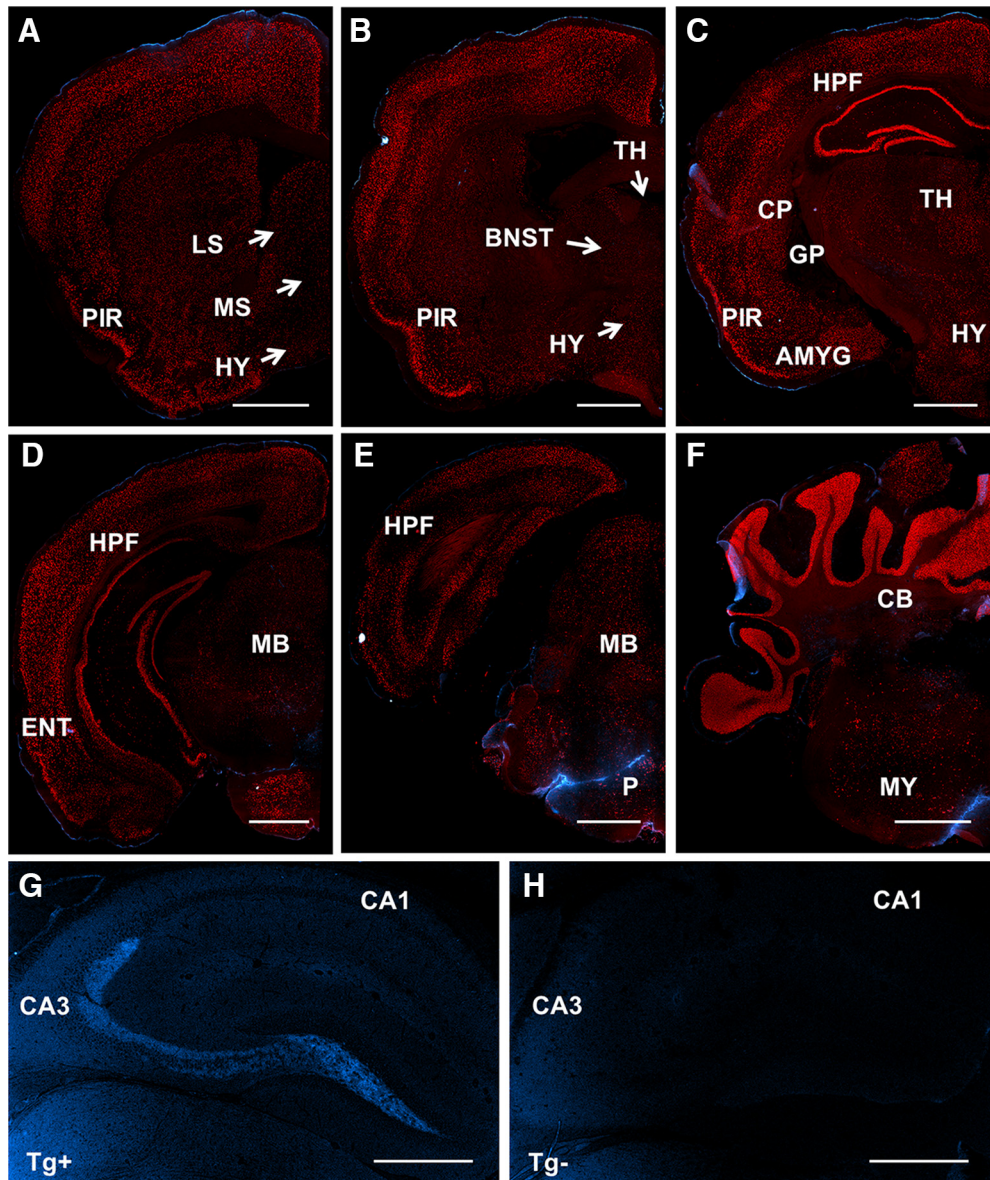 A
LS
MS
PIR
HY
B
TH
BNST
PIR
HY
C
HPF
TH
CP
GP
PIR
HY
AMYG
D
HPF
MB
ENT
E
HPF
MB
P
F
CB
MY
G
CA1
CA3
Tg+
H
CA1
CA3
Tg-